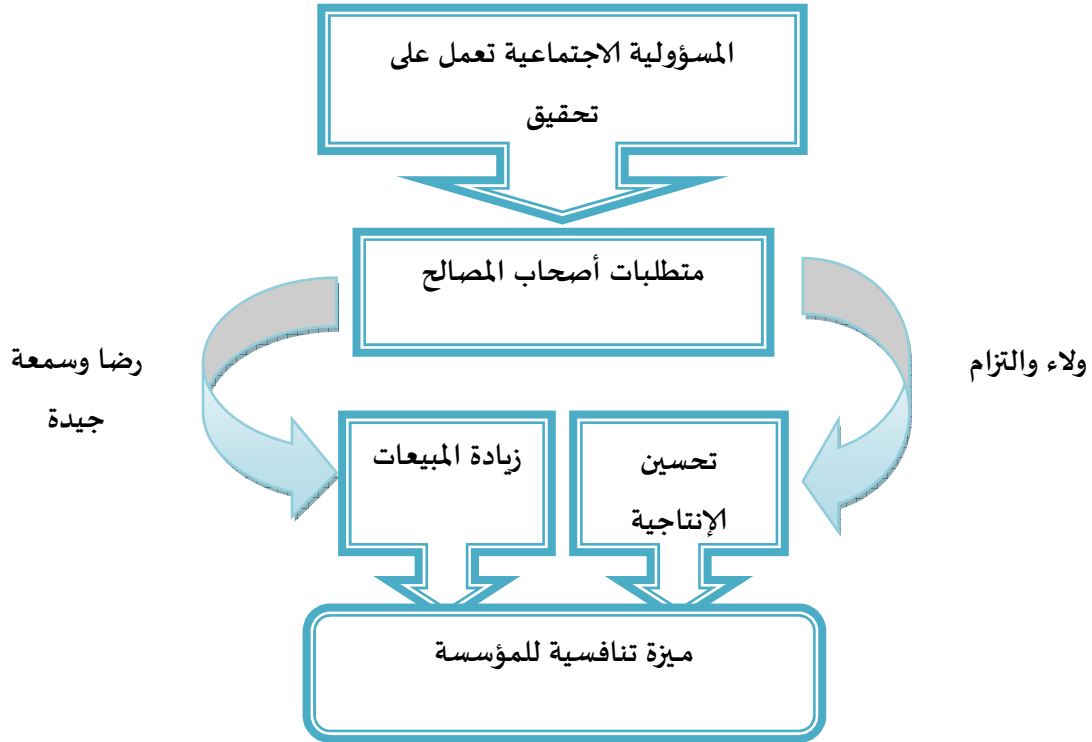 المسؤولية الاجتماعية تعمل على
تحقيق
متطلبات أصحاب المصالح
ولاء والتزام
رضا وسمعة
جيدة
تحسين
الإنتاجية
زيادة المبيعات
ميزة تنافسية للمؤسسة